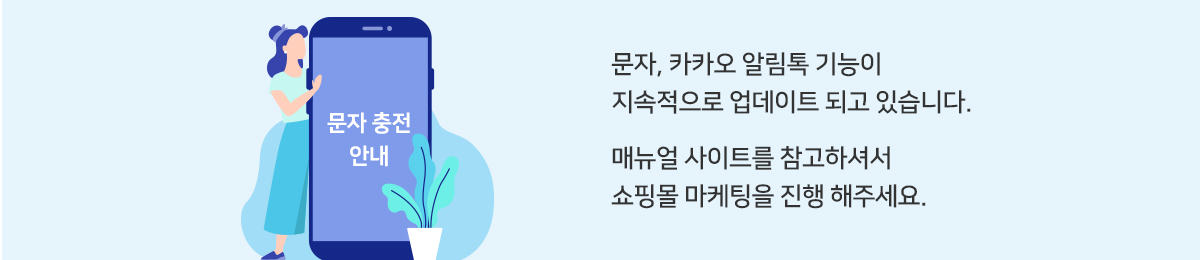 문자 충전
안내
문자, 카카오 알림톡 기능이
지속적으로 업데이트 되고 있습니다.
매뉴얼 사이트를 참고하셔서
쇼핑몰 마케팅을 진행 해주세요.